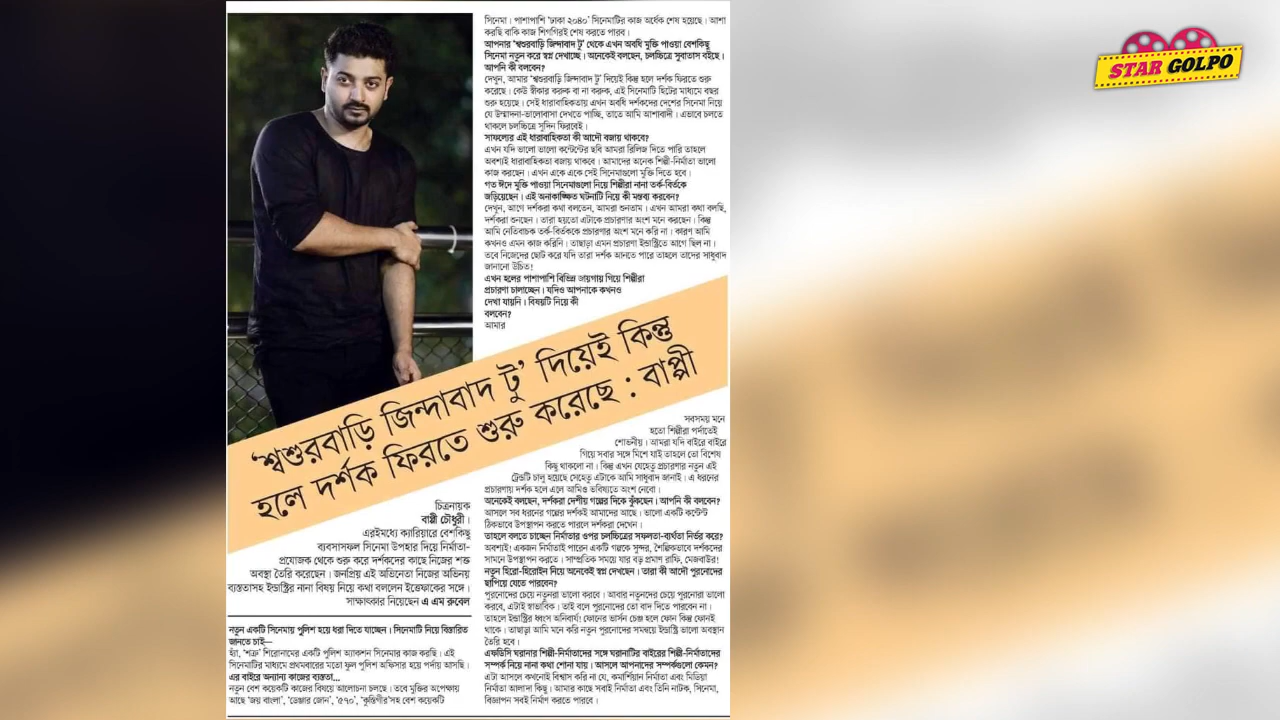 ‘শ্বশুরবাড়ি জিন্দাবাদ টু’ দিয়েই কিন্তু
হলে দর্শক ফিরতে শুরু করেছে : বাপ্পী
চিত্রনায়ক
বাপ্পী চৌধুরী।
এরইমধ্যে ক্যারিয়ারে বেশকিছু
ব্যবসাসফল সিনেমা উপহার দিয়ে নির্মাতা-
প্রযোজক থেকে শুরু করে দর্শকদের কাছে নিজের শক্ত
অবস্থা তৈরি করেছেন। জনপ্রিয় এই অভিনেতা নিজের অভিনয়
ব্যস্ততাসহ ইন্ডাস্ট্রির নানা বিষয় নিয়ে কথা বললেন ইত্তেফাকের সঙ্গে।
সাক্ষাৎকার নিয়েছেন এ এম রুবেল
নতুন একটি সিনেমায় পুলিশ হয়ে ধরা দিতে যাচ্ছেন। সিনেমাটি নিয়ে বিস্তারিত
জানতে চাই—
হ্যাঁ, ‘শত্রু’ শিরোনামের একটি পুলিশ অ্যাকশন সিনেমার কাজ করছি। এই
সিনেমাটির মাধ্যমে প্রথমবারের মতো ফুল পুলিশ অফিসার হয়ে পর্দায় আসছি।
এর বাইরে অন্যান্য কাজের ব্যস্ততা...
নতুন বেশ কয়েকটি কাজের বিষয়ে আলোচনা চলছে। তবে মুক্তির অপেক্ষায়
আছে ‘জয় বাংলা’, ‘ডেঞ্জার জোন’, ‘৫৭০’, ‘কুস্তিগীর’সহ বেশ কয়েকটি
সিনেমা। পাশাপাশি ‘ঢাকা ২০৪০’ সিনেমাটির কাজ অর্ধেক শেষ হয়েছে। আশা
করছি বাকি কাজ শিগগিরই শেষ করতে পারব।
আপনার ‘শ্বশুরবাড়ি জিন্দাবাদ টু’ থেকে এখন অবধি মুক্তি পাওয়া বেশকিছু
সিনেমা নতুন করে স্বপ্ন দেখাচ্ছে। অনেকেই বলছেন, চলচ্চিত্রে সুবাতাস বইছে।
আপনি কী বলবেন?
দেখুন, আমার ‘শ্বশুরবাড়ি জিন্দাবাদ টু’ দিয়েই কিন্তু হলে দর্শক ফিরতে শুরু
করেছে। কেউ স্বীকার করুক বা না করুক, এই সিনেমাটি হিটের মাধ্যমে বছর
শুরু হয়েছে। সেই ধারাবাহিকতায় এখন অবধি দর্শকদের দেশের সিনেমা নিয়ে
যে উন্মাদনা-ভালোবাসা দেখতে পাচ্ছি, তাতে আমি আশাবাদী। এভাবে চলতে
থাকলে চলচ্চিত্রে সুদিন ফিরবেই।
সাফল্যের এই ধারাবাহিকতা কী আদৌ বজায় থাকবে?
এখন যদি ভালো ভালো কন্টেন্টের ছবি আমরা রিলিজ দিতে পারি তাহলে
অবশ্যই ধারাবাহিকতা বজায় থাকবে। আমাদের অনেক শিল্পী-নির্মাতা ভালো
কাজ করছেন। এখন একে একে সেই সিনেমাগুলো মুক্তি দিতে হবে।
গত ঈদে মুক্তি পাওয়া সিনেমাগুলো নিয়ে শিল্পীরা নানা তর্ক-বিতর্কে
জড়িয়েছেন। এই অনাকাঙ্ক্ষিত ঘটনাটি নিয়ে কী মন্তব্য করবেন?
দেখুন, আগে দর্শকরা কথা বলতেন, আমরা শুনতাম। এখন আমরা কথা বলছি,
দর্শকরা শুনছেন। তারা হয়তো এটাকে প্রচারণার অংশ মনে করছেন। কিন্তু
আমি নেতিবাচক তর্ক-বিতর্ককে প্রচারণার অংশ মনে করি না। কারণ আমি
কখনও এমন কাজ করিনি। তাছাড়া এমন প্রচারণা ইন্ডাস্ট্রিতে আগে ছিল না।
তবে নিজেদের ছোট করে যদি তারা দর্শক আনতে পারে তাহলে তাদের সাধুবাদ
জানানো উচিত!
এখন হলের পাশাপাশি বিভিন্ন জায়গায় গিয়ে শিল্পীরা
প্রচারণা চালাচ্ছেন। যদিও আপনাকে কখনও
দেখা যায়নি। বিষয়টি নিয়ে কী
বলবেন?
আমার
সবসময় মনে
হতো শিল্পীরা পর্দাতেই
শোভনীয়। আমরা যদি বাইরে বাইরে
গিয়ে সবার সঙ্গে মিশে যাই তাহলে তো বিশেষ
কিছু থাকলো না। কিন্তু এখন যেহেতু প্রচারণার নতুন এই
ট্রেন্ডটি চালু হয়েছে সেহেতু এটাকে আমি সাধুবাদ জানাই। এ ধরনের
প্রচারণায় দর্শক হলে এলে আমিও ভবিষ্যতে অংশ নেবো।
অনেকেই বলছেন, দর্শকরা দেশীয় গল্পের দিকে ঝুঁকছেন। আপনি কী বলবেন?
আসলে সব ধরনের গল্পের দর্শকই আমাদের আছে। ভালো একটি কন্টেন্ট
ঠিকভাবে উপস্থাপন করতে পারলে দর্শকরা দেখেন।
তাহলে বলতে চাচ্ছেন নির্মাতার ওপর চলচ্চিত্রের সফলতা-ব্যর্থতা নির্ভর করে?
অবশ্যই! একজন নির্মাতাই পারেন একটি গল্পকে সুন্দর, শৈল্পিকভাবে দর্শকদের
সামনে উপস্থাপন করতে। সাম্প্রতিক সময়ে যার বড় প্রমাণ রাফি, মেজবাউর!
নতুন হিরো-হিরোইন নিয়ে অনেকেই স্বপ্ন দেখছেন। তারা কী আদৌ পুরনোদের
ছাপিয়ে যেতে পারবেন?
পুরনোদের চেয়ে নতুনরা ভালো করবে। আবার নতুনদের চেয়ে পুরনোরা ভালো
করবে, এটাই স্বাভাবিক। তাই বলে পুরনোদের তো বাদ দিতে পারবেন না।
তাহলে ইন্ডাস্ট্রির ধ্বংস অনিবার্য! ফোনের ভার্সন চেঞ্জ হলে ফোন কিন্তু ফোনই
থাকে। তাছাড়া আমি মনে করি নতুন পুরনোদের সমন্বয়ে ইন্ডাস্ট্রি ভালো অবস্থান
তৈরি হবে।
এফডিসি ঘরানার শিল্পী-নির্মাতাদের সঙ্গে ঘরানাটির বাইরের শিল্পী-নির্মাতাদের
সম্পর্ক নিয়ে নানা কথা শোনা যায়। আসলে আপনাদের সম্পর্কগুলো কেমন?
এটা আসলে কখনোই বিশ্বাস করি না যে, কমার্শিয়াল নির্মাতা এবং মিডিয়া
নির্মাতা আলাদা কিছু। আমার কাছে সবাই নির্মাতা এবং তিনি নাটক, সিনেমা,
বিজ্ঞাপন সবই নির্মাণ করতে পারবে।
STAR GOLPO